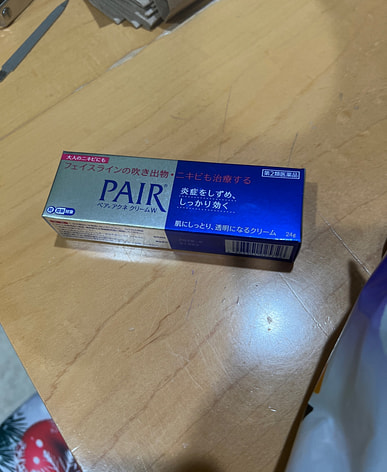 大人のニキビにも
フェイスラインの吹き出物・ニキビも治療する
第2類医薬品
PAIR®
ペア®アクネクリームW
炎症をしずめ、
しっかり効く
肌にしっとり、透明になるクリーム
24g